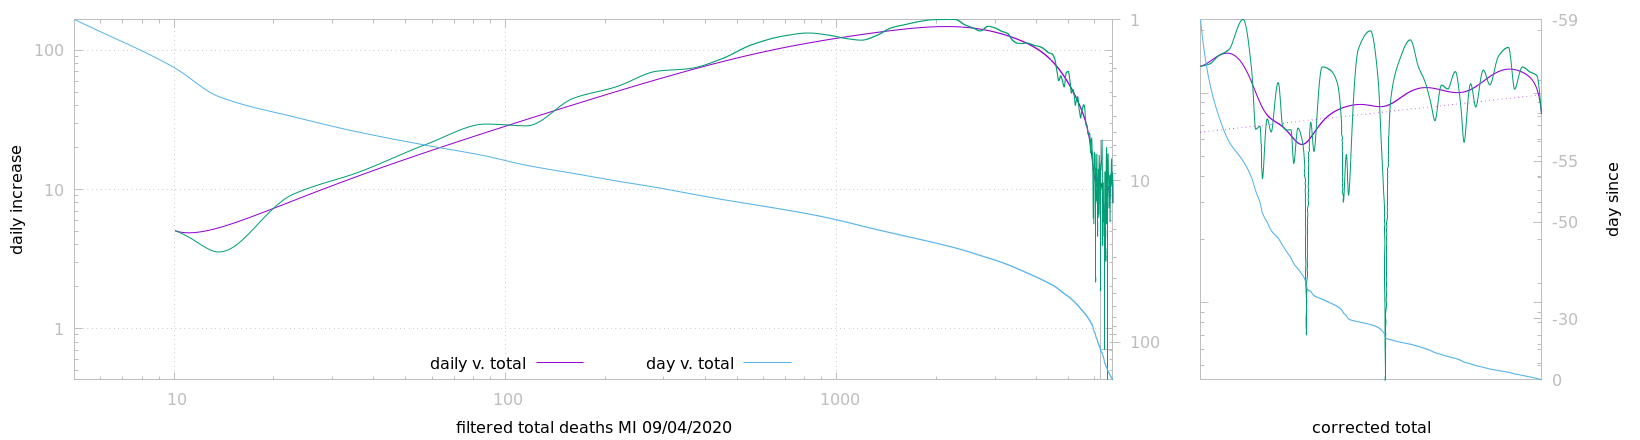 100
10
1
daily increase
daily v. total
day v. total
1
10
100
10
100
1000
filtered total deaths MI 09/04/2020
-59
-55
-50
-30
0
day since
corrected total